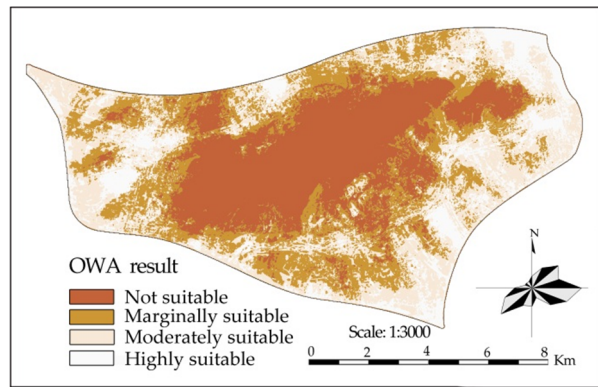 N
OWA result
Not suitable
Marginally suitable
Moderately suitable
Highly suitable
Scale: 1:3000
0 2 4 6 8 Km